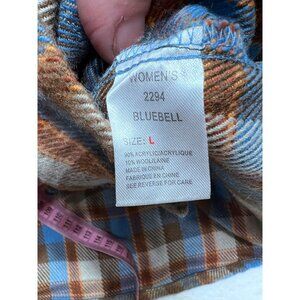 WOMEN'S
2294
BLUEBELL
SIZE: L
90% ACRYLIC/ACRYLIQUE
10% WOOL/LAINE
MADE IN CHINA
FABRIQUE EN CHINE
SEE REVERSE FOR CARE